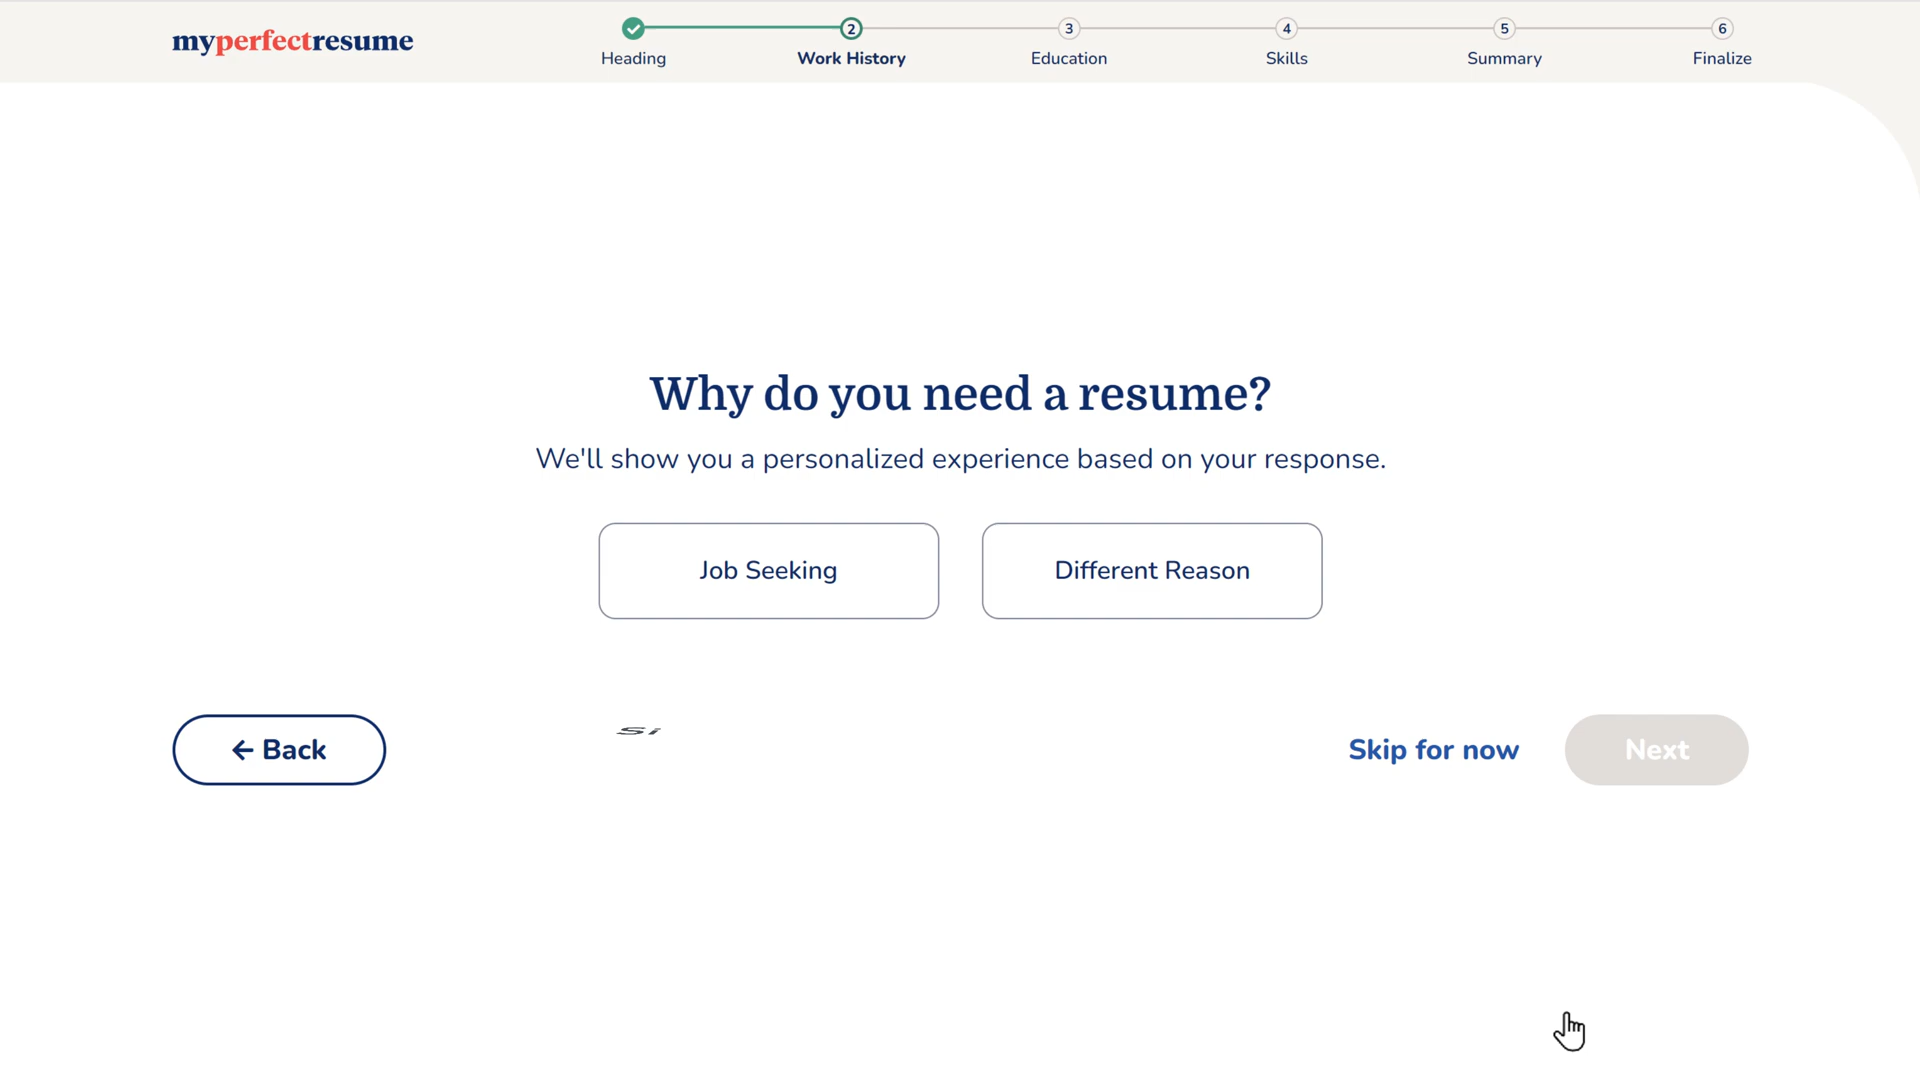 myperfectresume
2 3 4 5 6
Heading Work History Education Skills Summary Finalize
Why do you need a resume?
We'll show you a personalized experience based on your response.
Job Seeking Different Reason
Si
← Back Skip for now Next